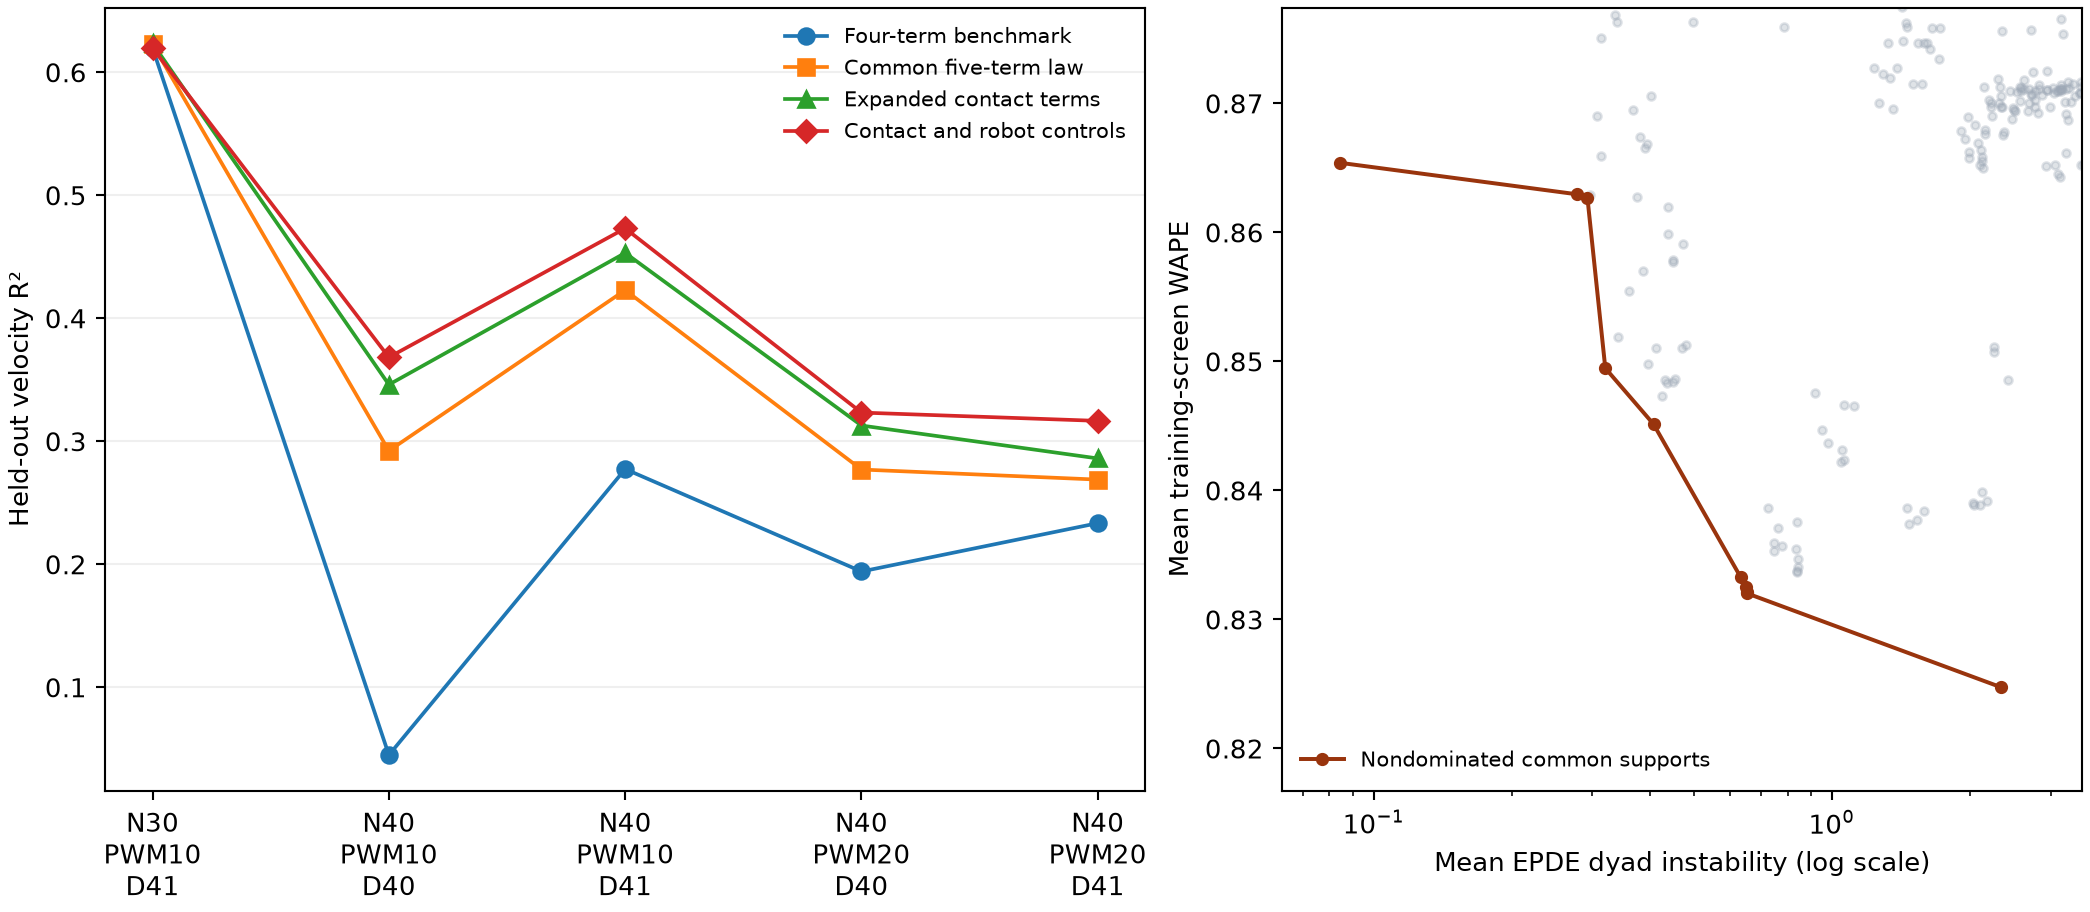 Held-out velocity R²
0.6
0.5
0.4
0.3
0.2
0.1
Four-term benchmark
Common five-term law
Expanded contact terms
Contact and robot controls
N30
PWM10
D41
N40
PWM10
D40
N40
PWM10
D41
N40
PWM20
D40
N40
PWM20
D41
Mean training-screen WAPE
0.87
0.86
0.85
0.84
0.83
0.82
Nondominated common supports
10⁻¹
10⁰
Mean EPDE dyad instability (log scale)